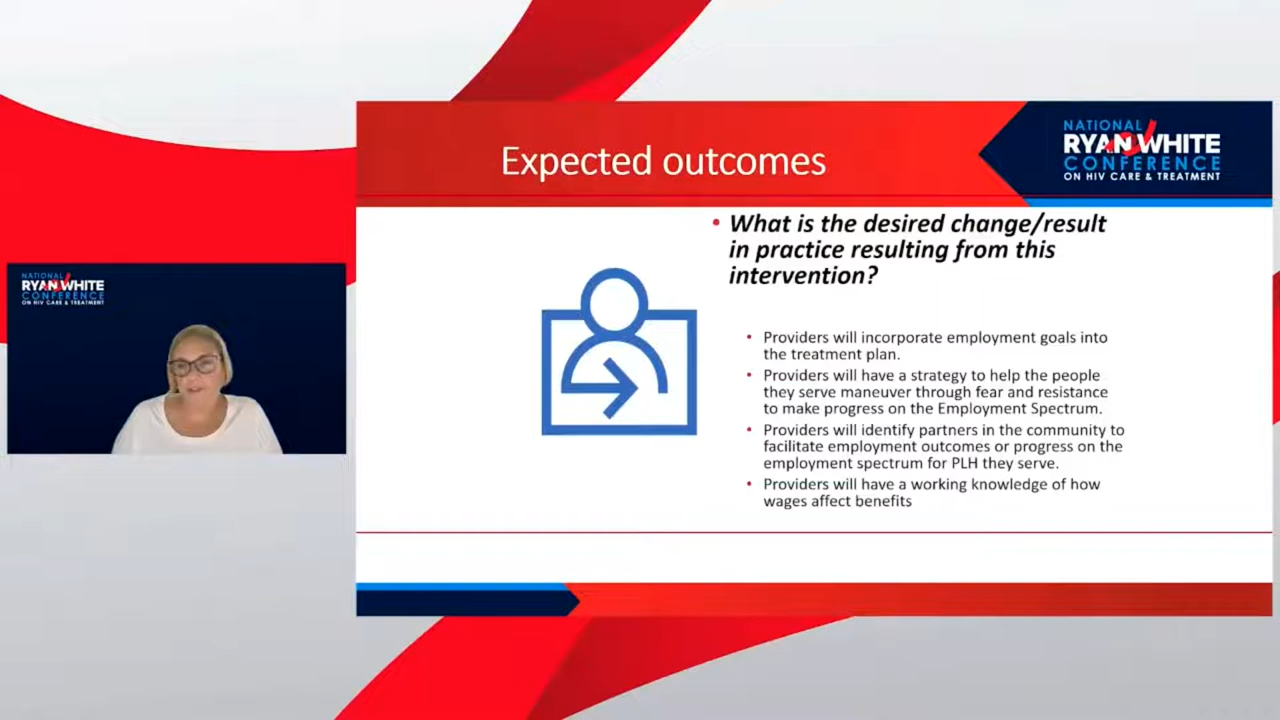 NATIONAL
RYAN WHITE
CONFERENCE
ON HIV CARE & TREATMENT
Expected outcomes
NATIONAL
RYAN WHITE
CONFERENCE
ON HIV CARE & TREATMENT
• What is the desired change/result
in practice resulting from this
intervention?
• Providers will incorporate employment goals into
the treatment plan.
• Providers will have a strategy to help the people
they serve maneuver through fear and resistance
to make progress on the Employment Spectrum.
• Providers will identify partners in the community to
facilitate employment outcomes or progress on the
employment spectrum for PLH they serve.
• Providers will have a working knowledge of how
wages affect benefits